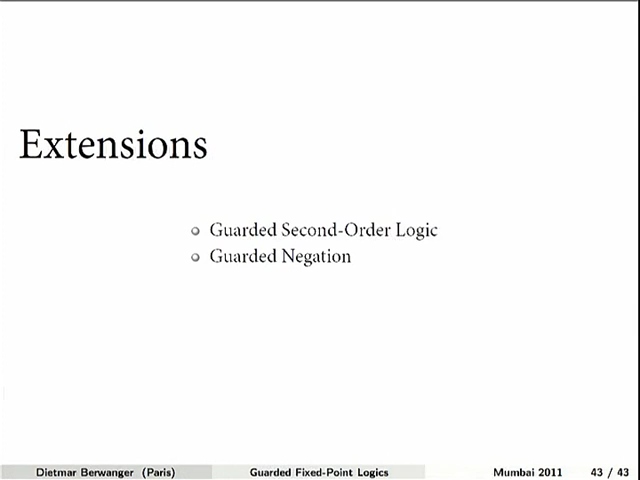 Extensions
Guarded Second-Order Logic
Guarded Negation
Dietmar Berwanger (Paris) Guarded Fixed-Point Logics Mumbai 2011 43 / 43